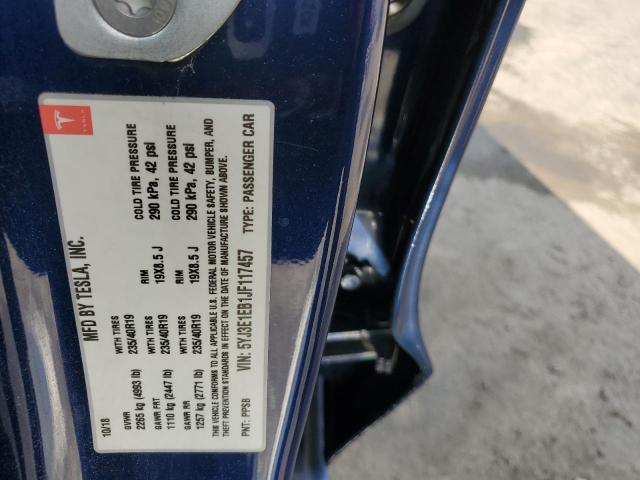 TESLA
MFD BY TESLA, INC.
10/18
GVWR WITH TIRES RIM COLD TIRE PRESSURE
2265 kg (4993 lb) 235/40R19 19X8.5 J 290 kPa, 42 psi
GAWR FRT WITH TIRES RIM COLD TIRE PRESSURE
1110 kg (2447 lb) 235/40R19 19X8.5 J 290 kPa, 42 psi
GAWR RR WITH TIRES
1257 kg (2771 lb) 235/40R19
THIS VEHICLE CONFORMS TO ALL APPLICABLE U.S. FEDERAL MOTOR VEHICLE SAFETY, BUMPER, AND
THEFT PREVENTION STANDARDS IN EFFECT ON THE DATE OF MANUFACTURE SHOWN ABOVE.
VIN: 5YJ3E1EB1JF117457 TYPE: PASSENGER CAR
PNT: PPSB